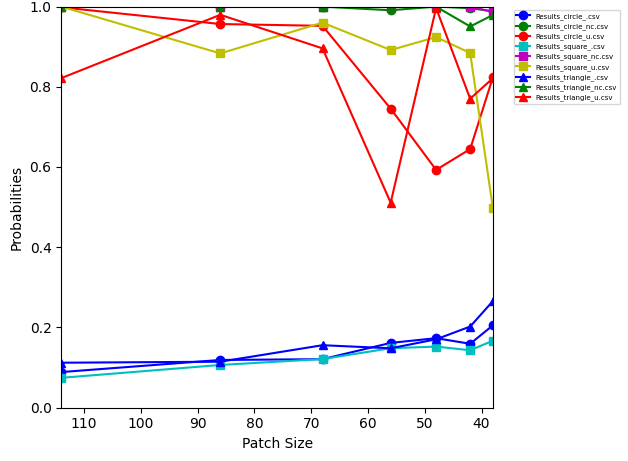 1.0
0.8
0.6
0.4
0.2
0.0
Probabilities
110 100 90 80 70 60 50 40
Patch Size
Results_circle_.csv
Results_circle_nc.csv
Results_circle_u.csv
Results_square_.csv
Results_square_nc.csv
Results_square_u.csv
Results_triangle_.csv
Results_triangle_nc.csv
Results_triangle_u.csv